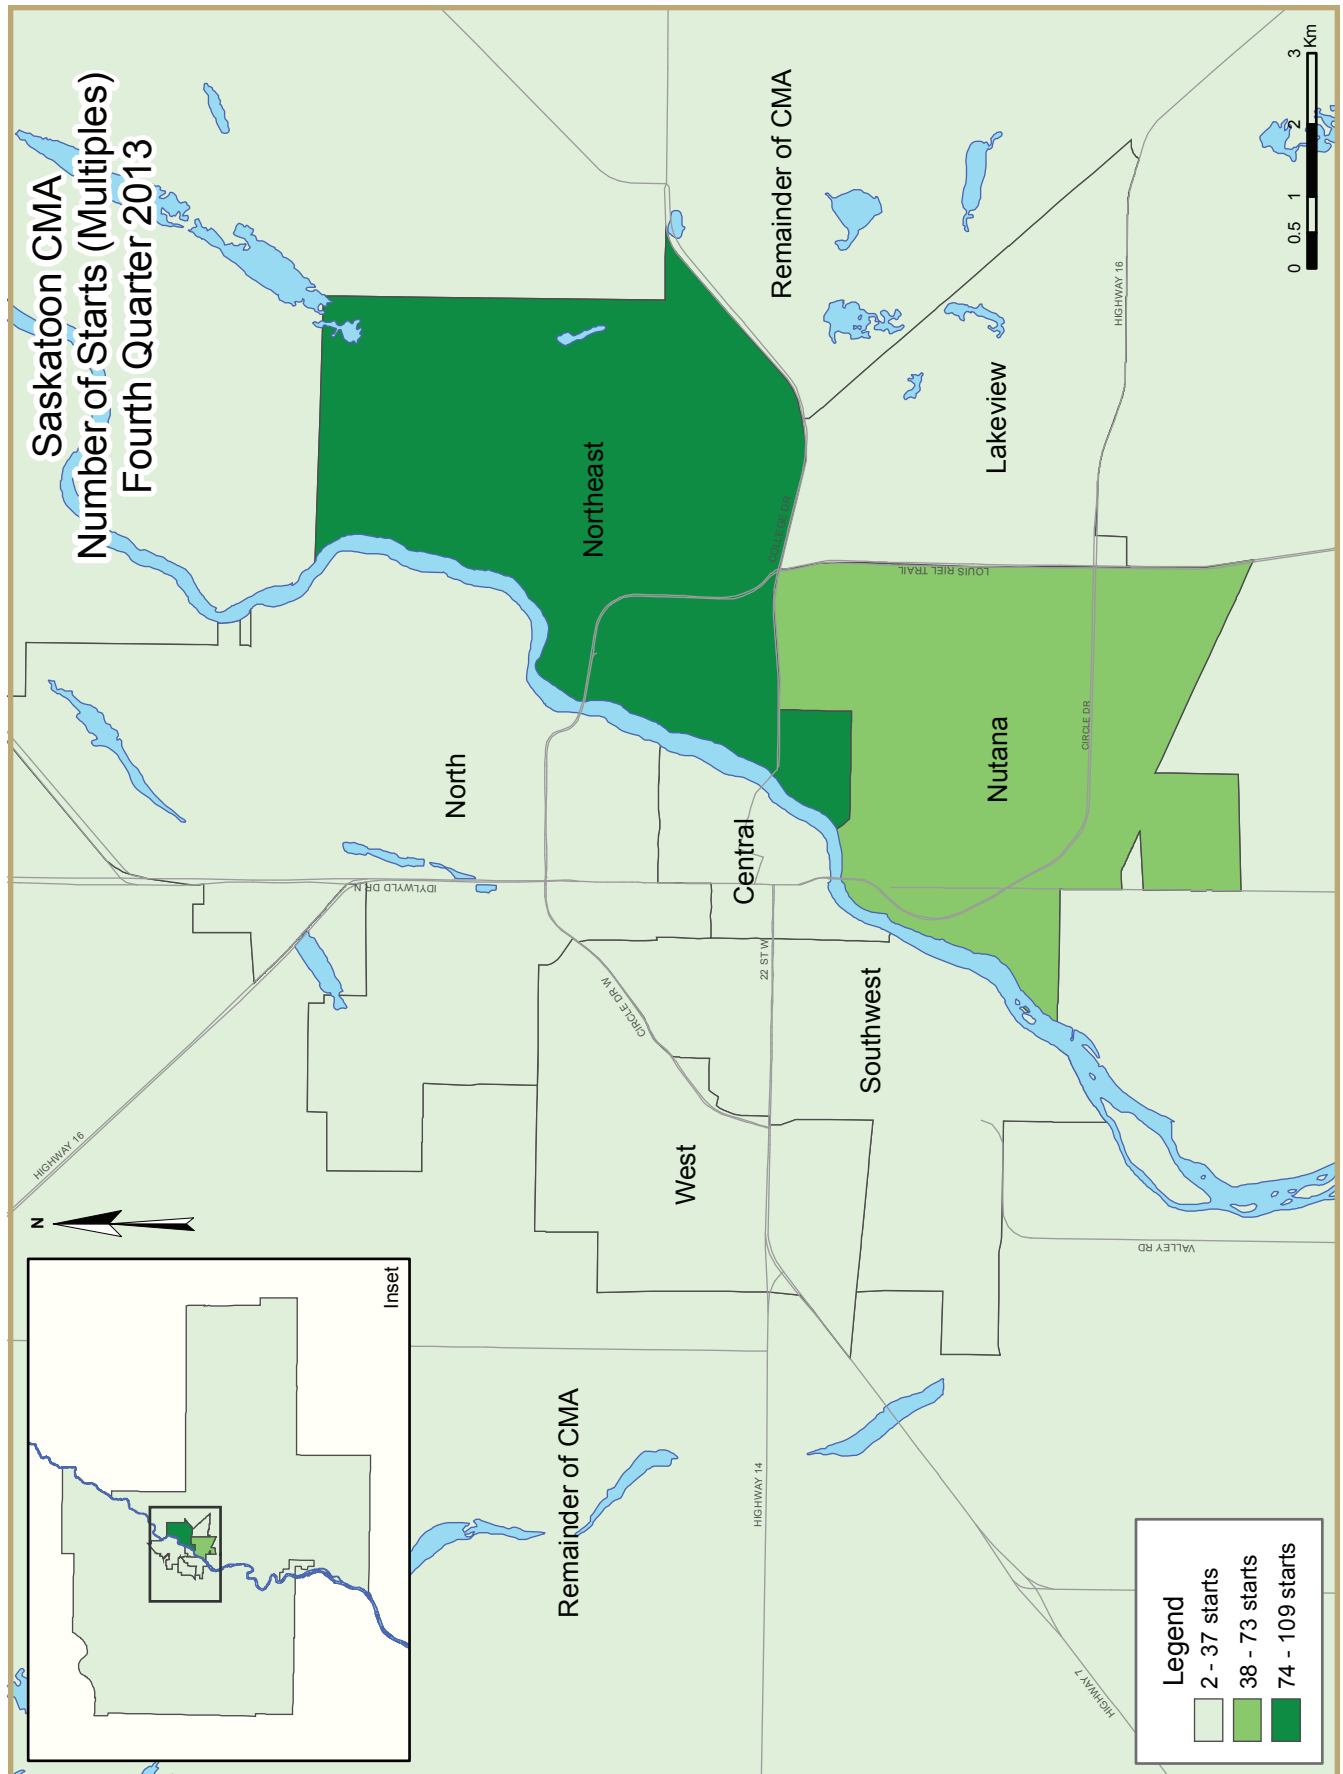 Saskatoon CMA
Number of Starts (Multiples)
Fourth Quarter 2013
N
Inset
HIGHWAY 16
IDYLWYLD DR N
North
Northeast
Remainder of CMA
CIRCLE DR W
Central
COLLEGE DR
West
22 ST W
Southwest
Nutana
LOUIS RIEL TRAIL
Lakeview
CIRCLE DR
HIGHWAY 16
VALLEY RD
Remainder of CMA
HIGHWAY 14
HIGHWAY 7
Legend
2 - 37 starts
38 - 73 starts
74 - 109 starts
0 0.5 1 2 3
Km